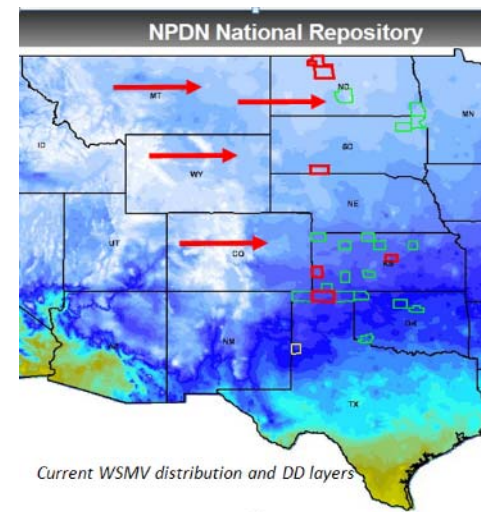 NPDN National Repository
MT
ND
MN
ID
SD
WY
NE
UT
CO
NM
OK
TX
Current WSMV distribution and DD layers